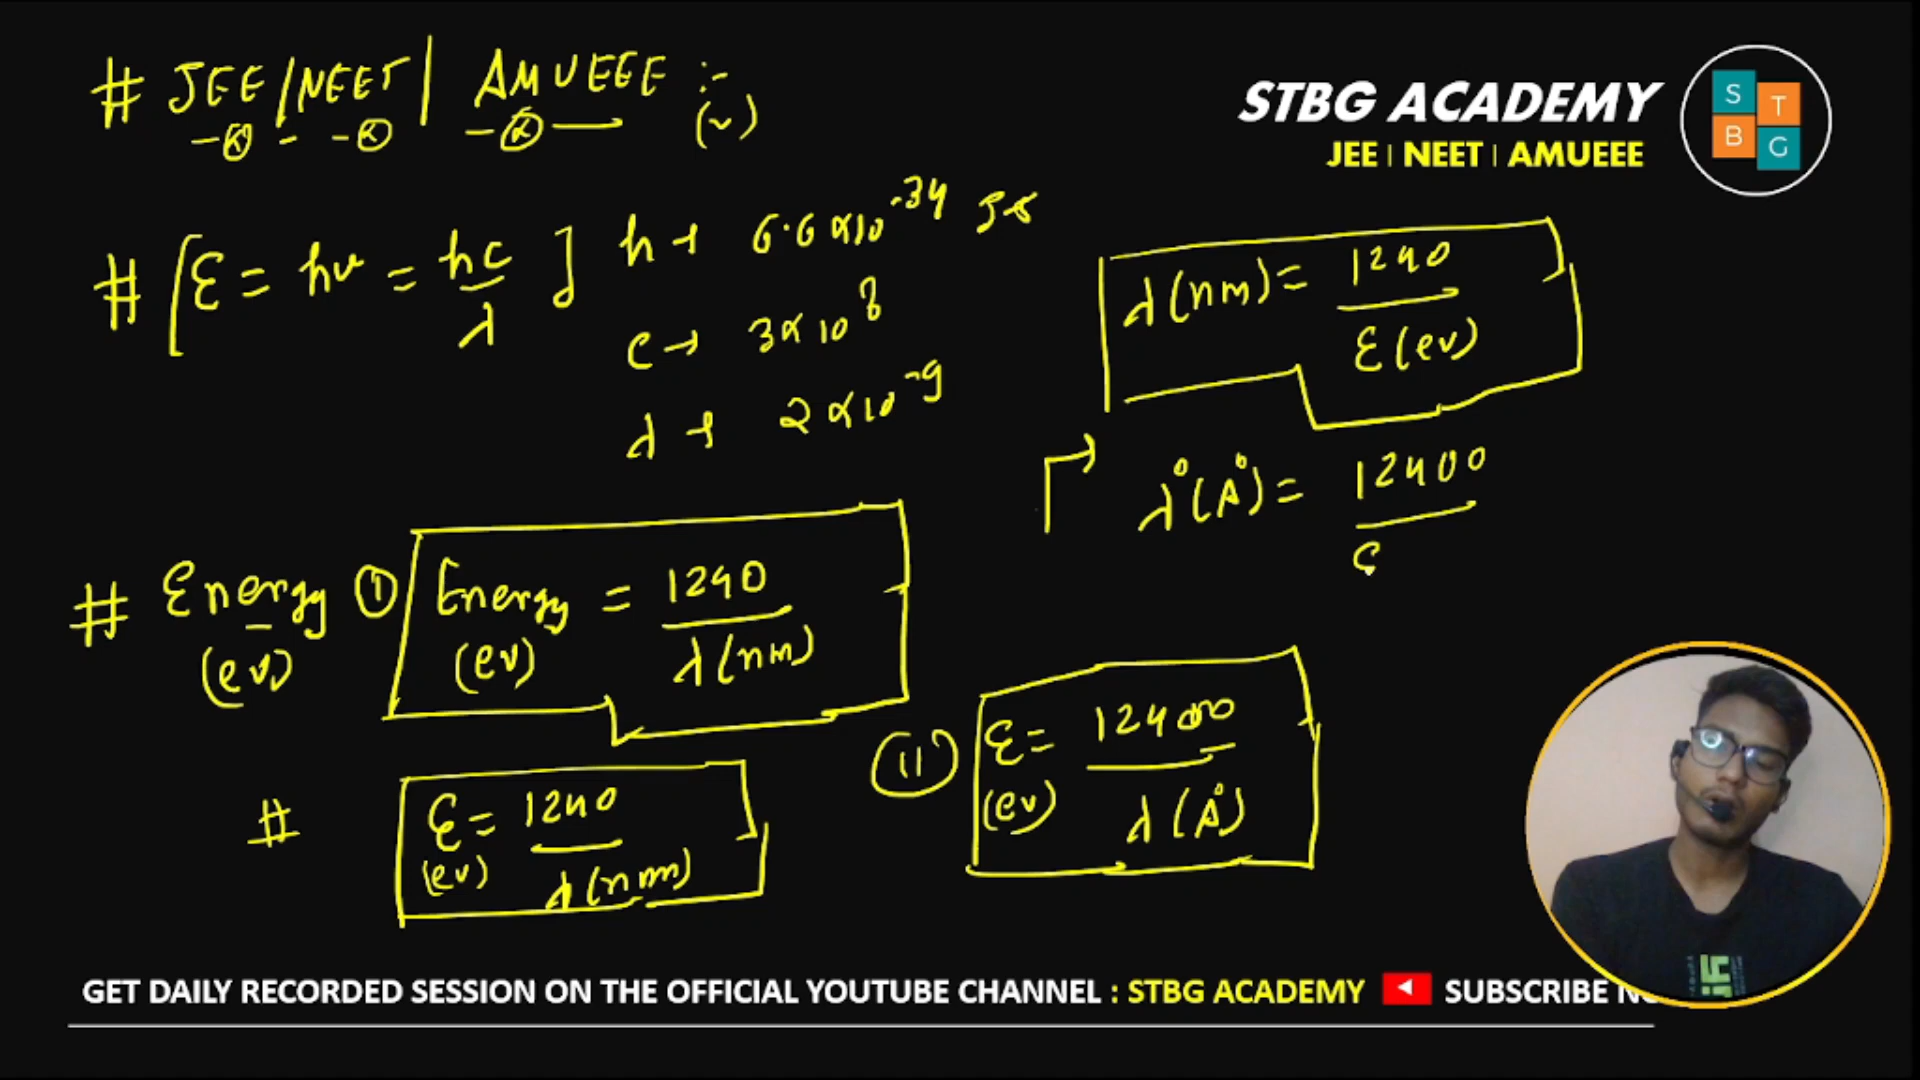 # JEE/NEET| AMUEEE :-
(v)
STBG ACADEMY
JEE | NEET | AMUEEE
S T
B G
# [E = hν = hc/λ]
h → 6.6×10⁻³⁴ Js
c → 3×10⁸
λ → 2×10⁻⁹
λ(nm) = 1240/E(ev)
λ°(A°) = 12400/
# Energy (ev)
① Energy (ev) = 1240/λ(nm)
# E (ev) = 1240/λ(nm)
(11) E (ev) = 12400/λ(A°)
GET DAILY RECORDED SESSION ON THE OFFICIAL YOUTUBE CHANNEL : STBG ACADEMY SUBSCRIBE